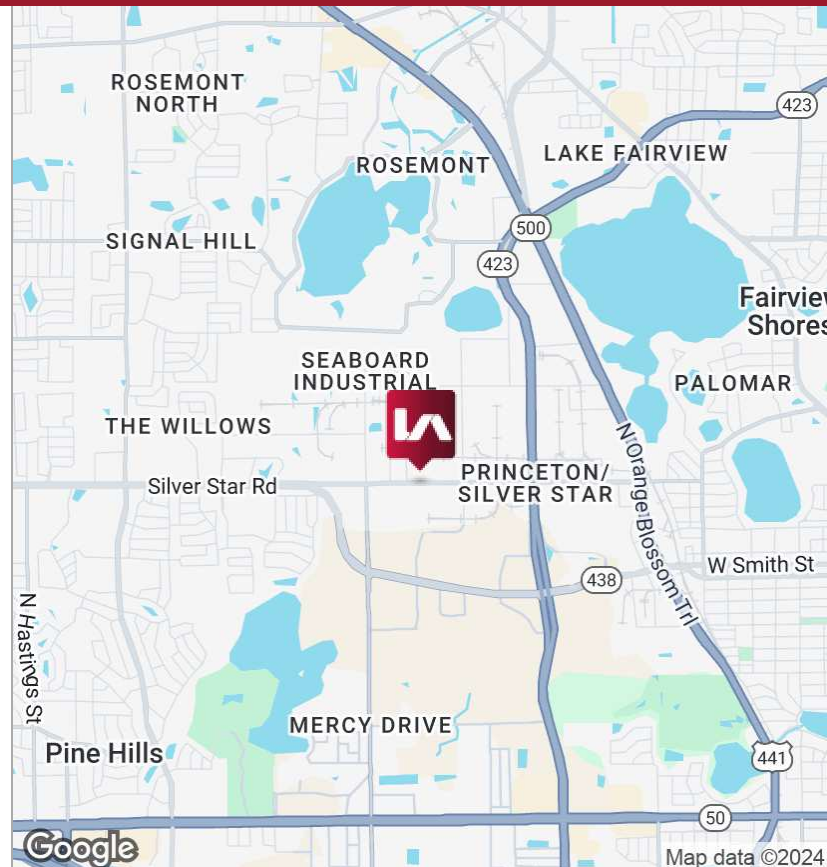 ROSEMONT
NORTH
423
LAKE FAIRVIEW
ROSEMONT
500
SIGNAL HILL
423
Fairview
Shores
SEABOARD
INDUSTRIAL
PALOMAR
THE WILLOWS
N Orange Blossom Trl
Silver Star Rd
PRINCETON/
SILVER STAR
W Smith St
438
N Hastings St
MERCY DRIVE
Pine Hills
441
50
Google
Map data ©2024